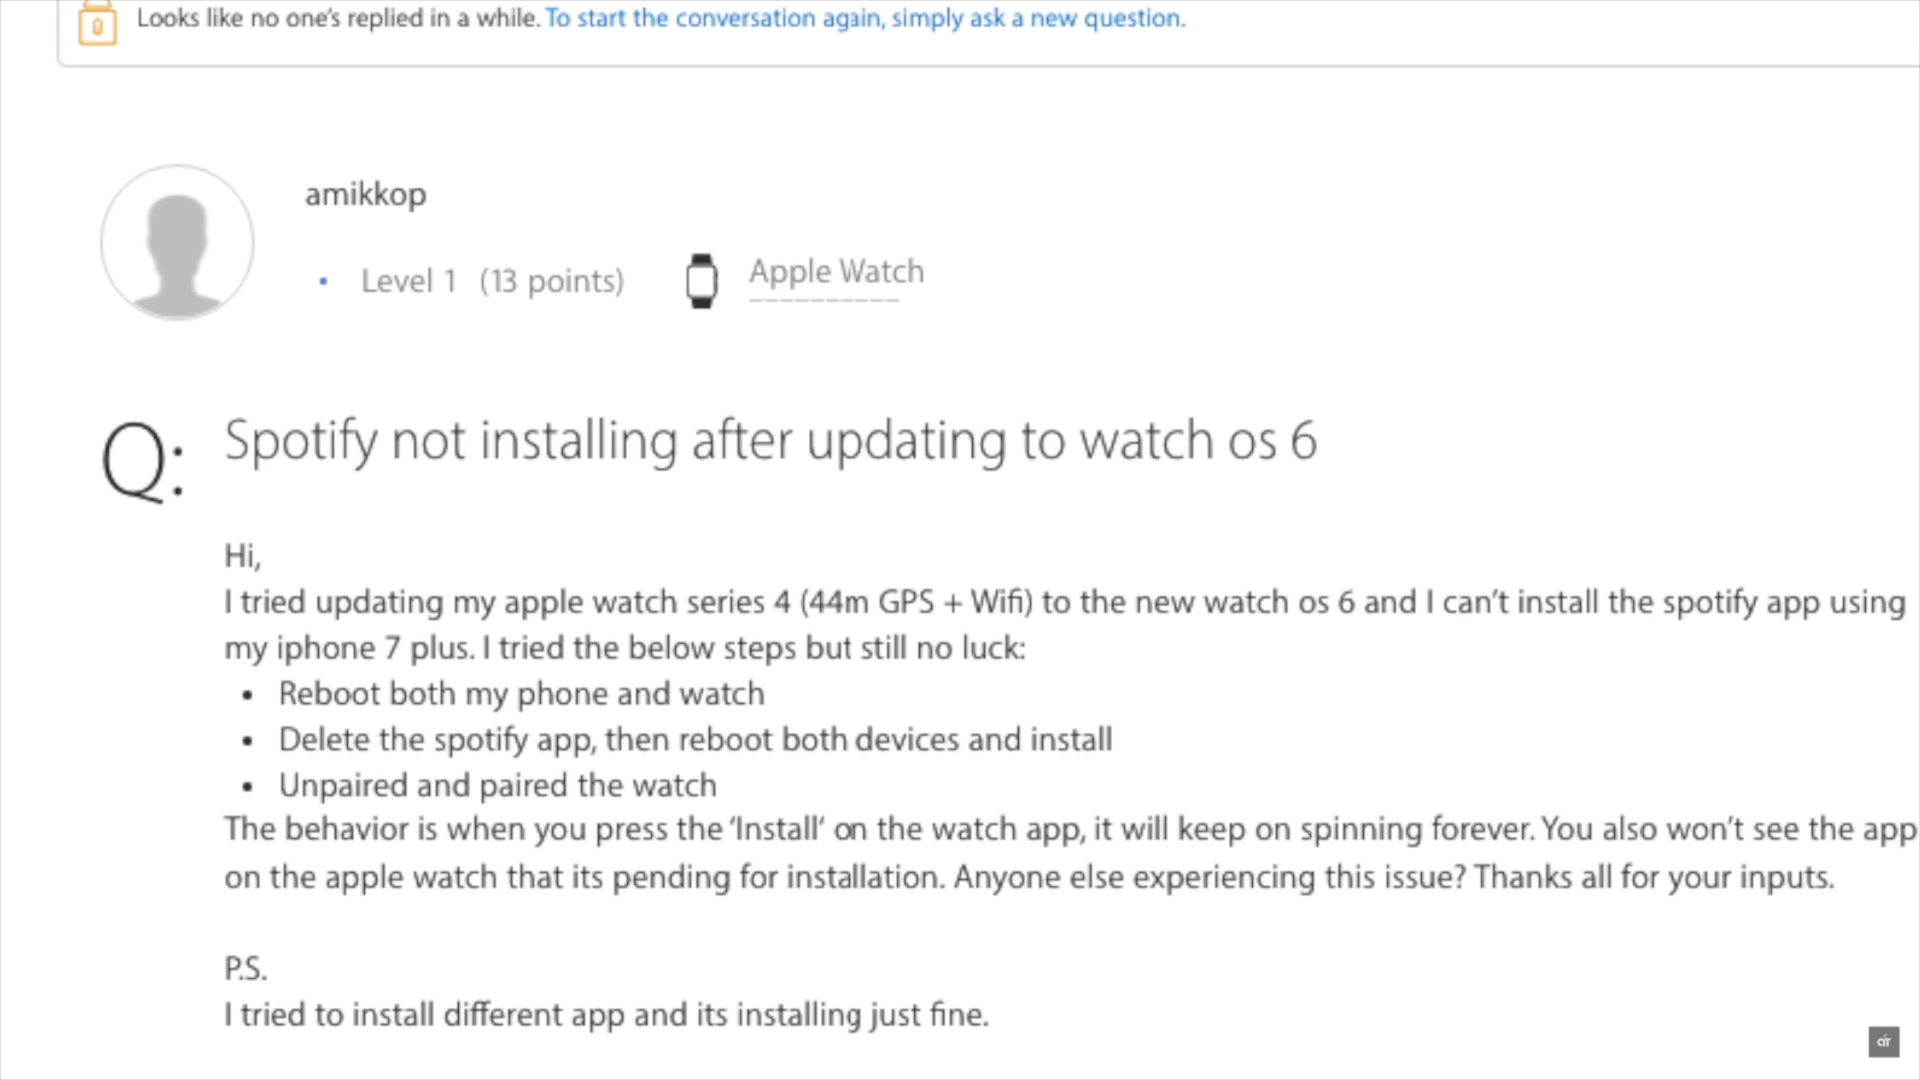 Looks like no one’s replied in a while. To start the conversation again, simply ask a new question.
amikkop
• Level 1 (13 points) Apple Watch
Q: Spotify not installing after updating to watch os 6
Hi,
I tried updating my apple watch series 4 (44m GPS + Wifi) to the new watch os 6 and I can’t install the spotify app using
my iphone 7 plus. I tried the below steps but still no luck:
• Reboot both my phone and watch
• Delete the spotify app, then reboot both devices and install
• Unpaired and paired the watch
The behavior is when you press the ‘Install’ on the watch app, it will keep on spinning forever. You also won’t see the app
on the apple watch that its pending for installation. Anyone else experiencing this issue? Thanks all for your inputs.
P.S.
I tried to install different app and its installing just fine.